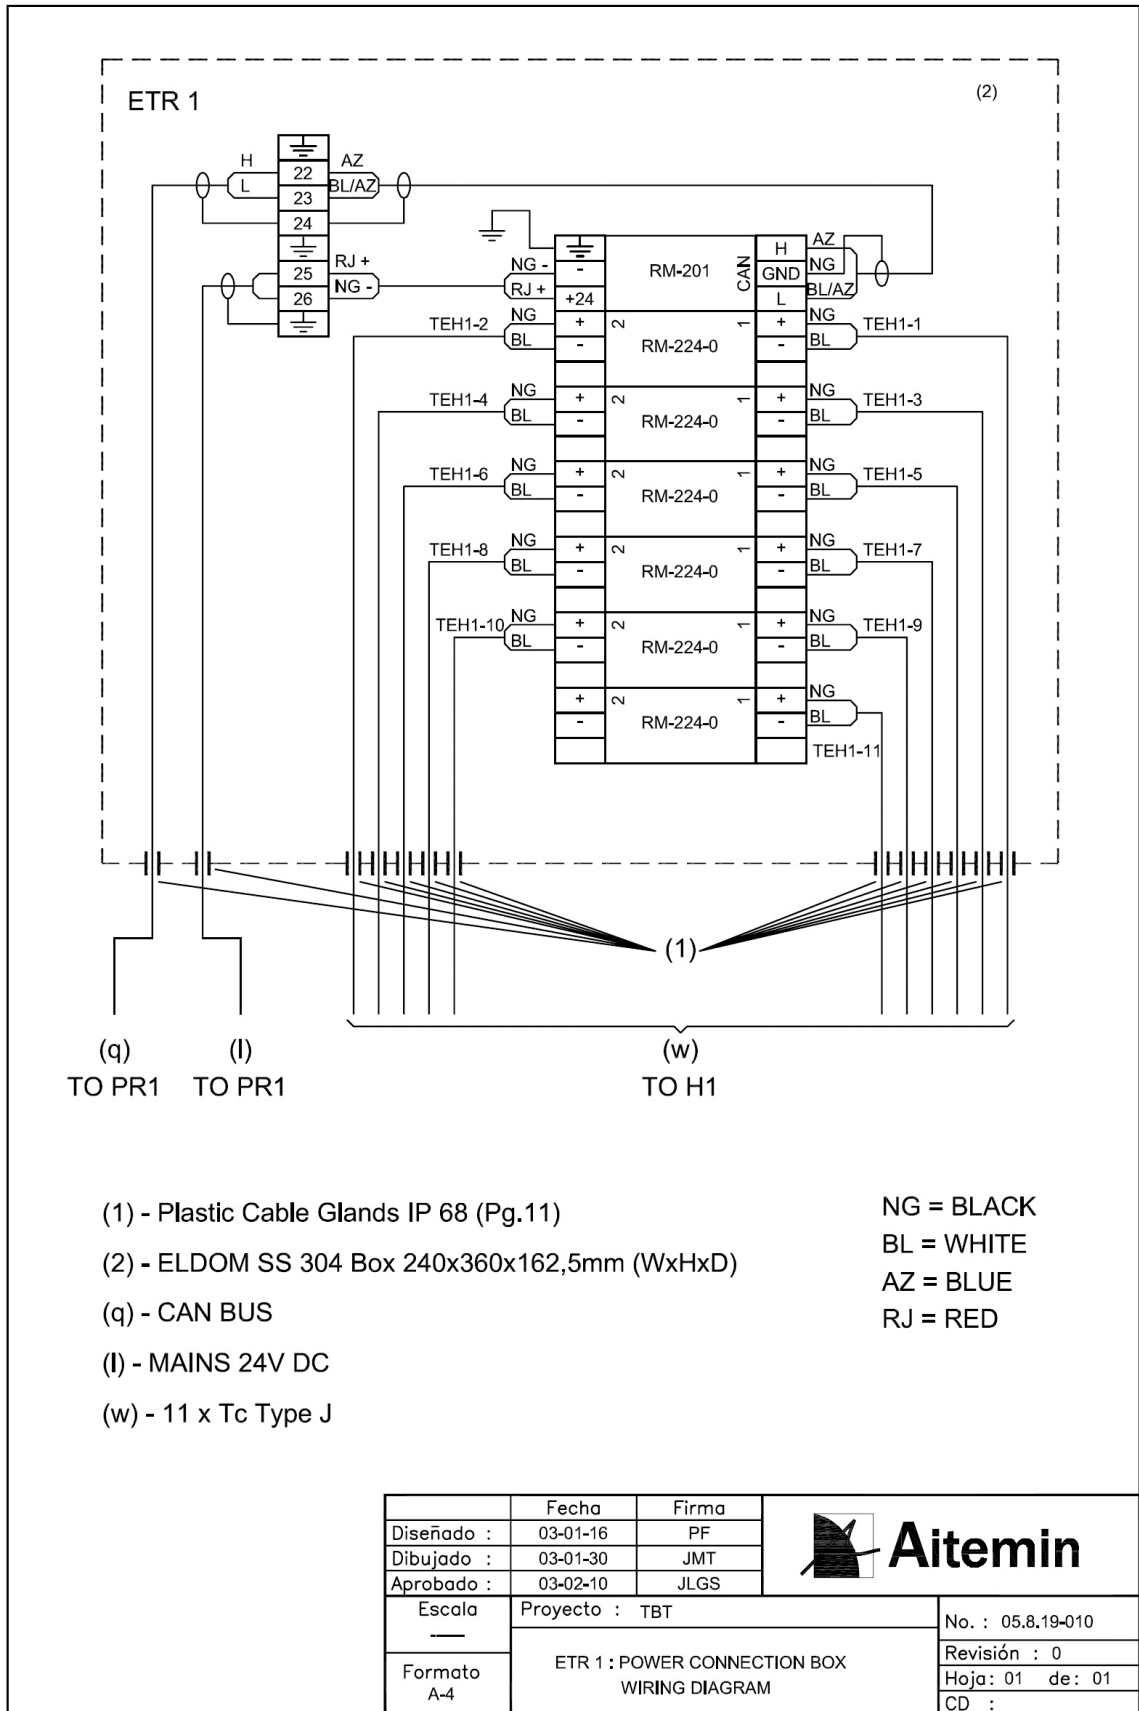 ETR 1
(2)
H
22
AZ
L
23
BL/AZ
24
25
RJ +
26
NG -
NG -
-
RJ +
+24
RM-201
CAN
H
AZ
GND
NG
L
BL/AZ
TEH1-2
NG
BL
+
-
2
RM-224-0
1
+
-
NG
BL
TEH1-1
TEH1-4
NG
BL
+
-
2
RM-224-0
1
+
-
NG
BL
TEH1-3
TEH1-6
NG
BL
+
-
2
RM-224-0
1
+
-
NG
BL
TEH1-5
TEH1-8
NG
BL
+
-
2
RM-224-0
1
+
-
NG
BL
TEH1-7
TEH1-10
NG
BL
+
-
2
RM-224-0
1
+
-
NG
BL
TEH1-9
+
-
2
RM-224-0
1
+
-
NG
BL
TEH1-11
(1)
(q)
TO PR1
(l)
TO PR1
(w)
TO H1
(1) - Plastic Cable Glands IP 68 (Pg.11)
(2) - ELDOM SS 304 Box 240x360x162,5mm (WxHxD)
(q) - CAN BUS
(l) - MAINS 24V DC
(w) - 11 x Tc Type J
NG = BLACK
BL = WHITE
AZ = BLUE
RJ = RED
Fecha Firma
Diseñado : 03-01-16 PF
Dibujado : 03-01-30 JMT
Aprobado : 03-02-10 JLGS
Aitemin
Escala
Formato
A-4
Proyecto : TBT
ETR 1 : POWER CONNECTION BOX
WIRING DIAGRAM
No. : 05.8.19-010
Revisión : 0
Hoja: 01 de: 01
CD :